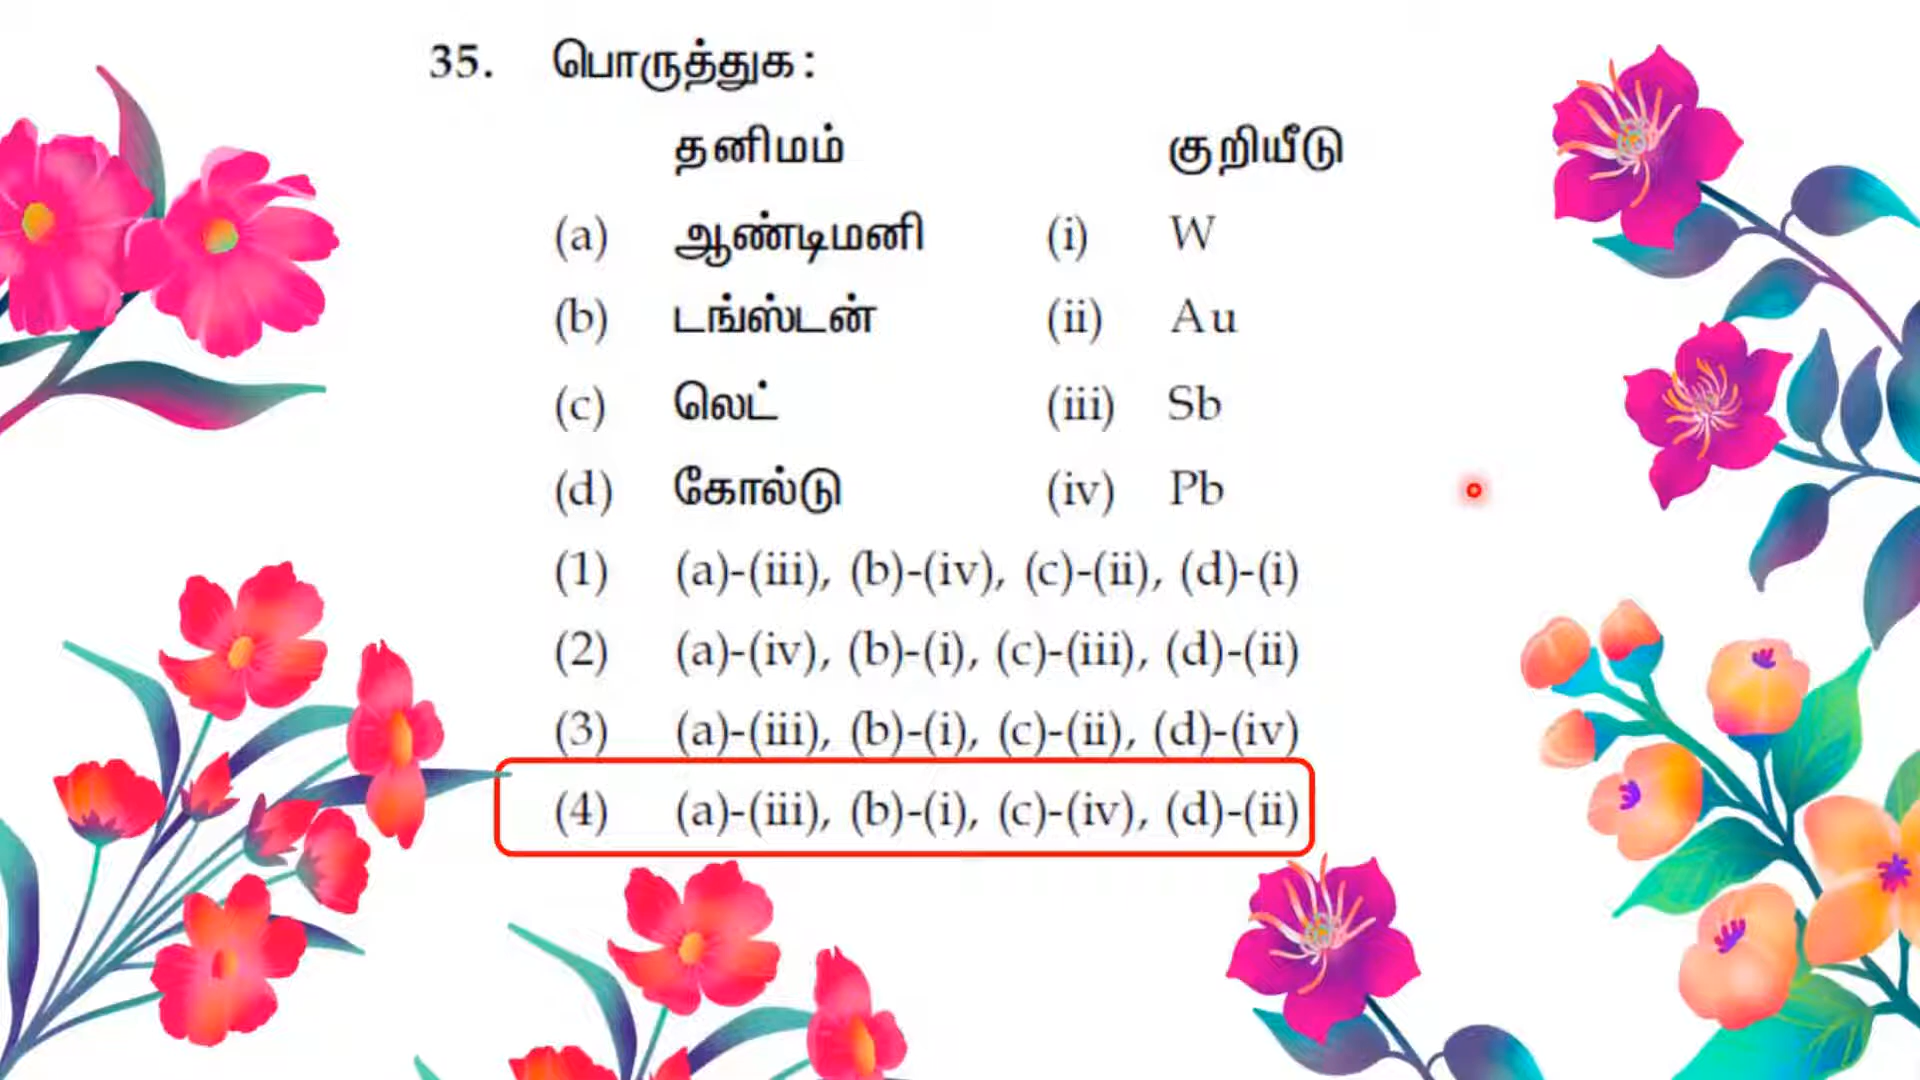 35. பொருத்துக :
தனிமம் குறியீடு
(a) ஆண்டிமனி (i) W
(b) டங்ஸ்டன் (ii) Au
(c) லெட் (iii) Sb
(d) கோல்டு (iv) Pb
(1) (a)-(iii), (b)-(iv), (c)-(ii), (d)-(i)
(2) (a)-(iv), (b)-(i), (c)-(iii), (d)-(ii)
(3) (a)-(iii), (b)-(i), (c)-(ii), (d)-(iv)
(4) (a)-(iii), (b)-(i), (c)-(iv), (d)-(ii)